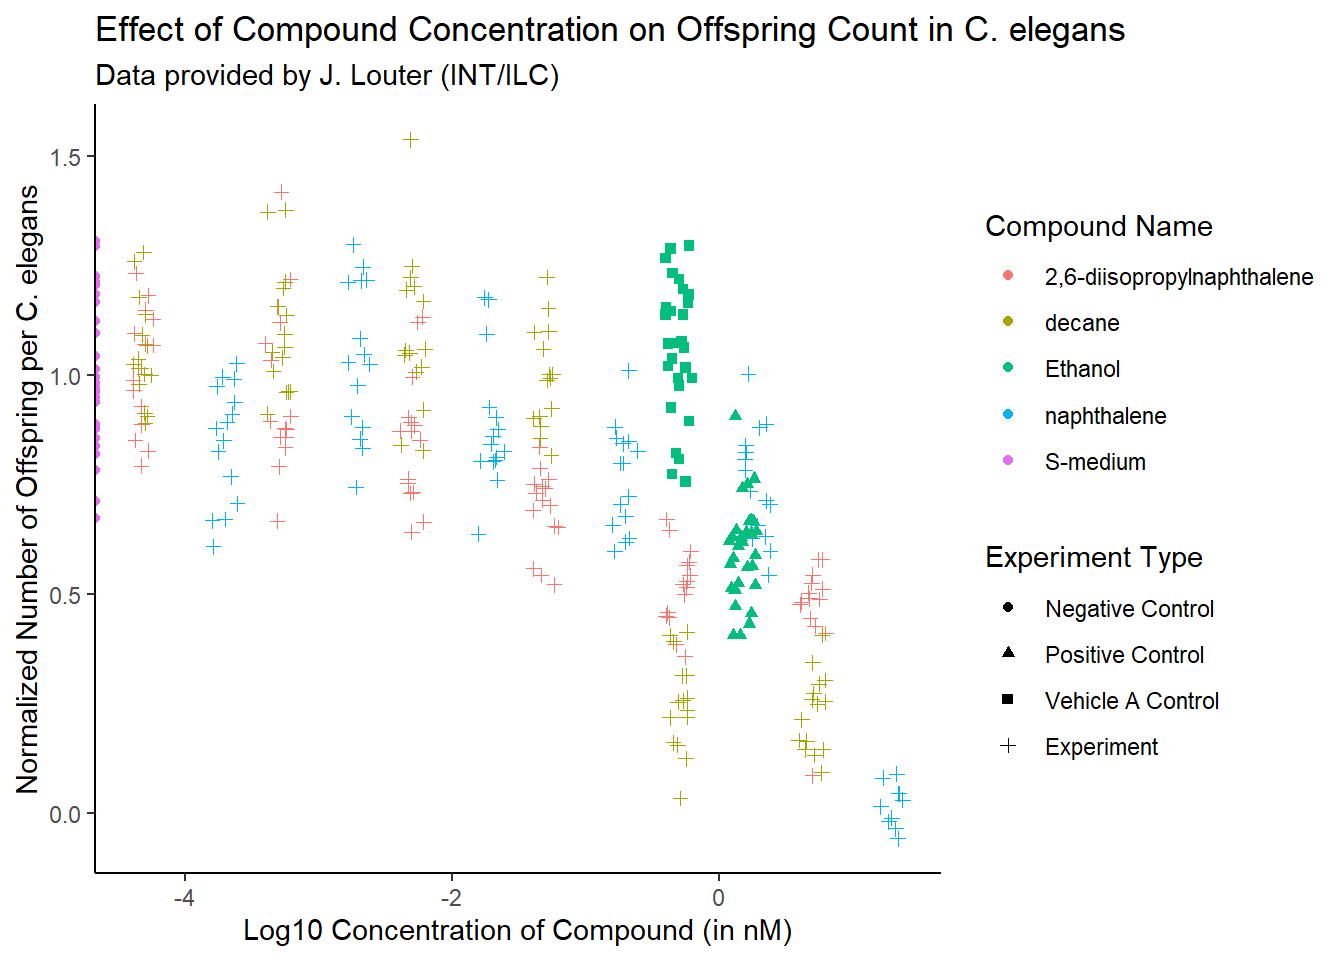 Effect of Compound Concentration on Offspring Count in C. elegans
Data provided by J. Louter (INT/ILC)
Normalized Number of Offspring per C. elegans
1.5
1.0
0.5
0.0
-4
-2
0
Log10 Concentration of Compound (in nM)
Compound Name
2,6-diisopropylnaphthalene
decane
Ethanol
naphthalene
S-medium
Experiment Type
Negative Control
Positive Control
Vehicle A Control
Experiment